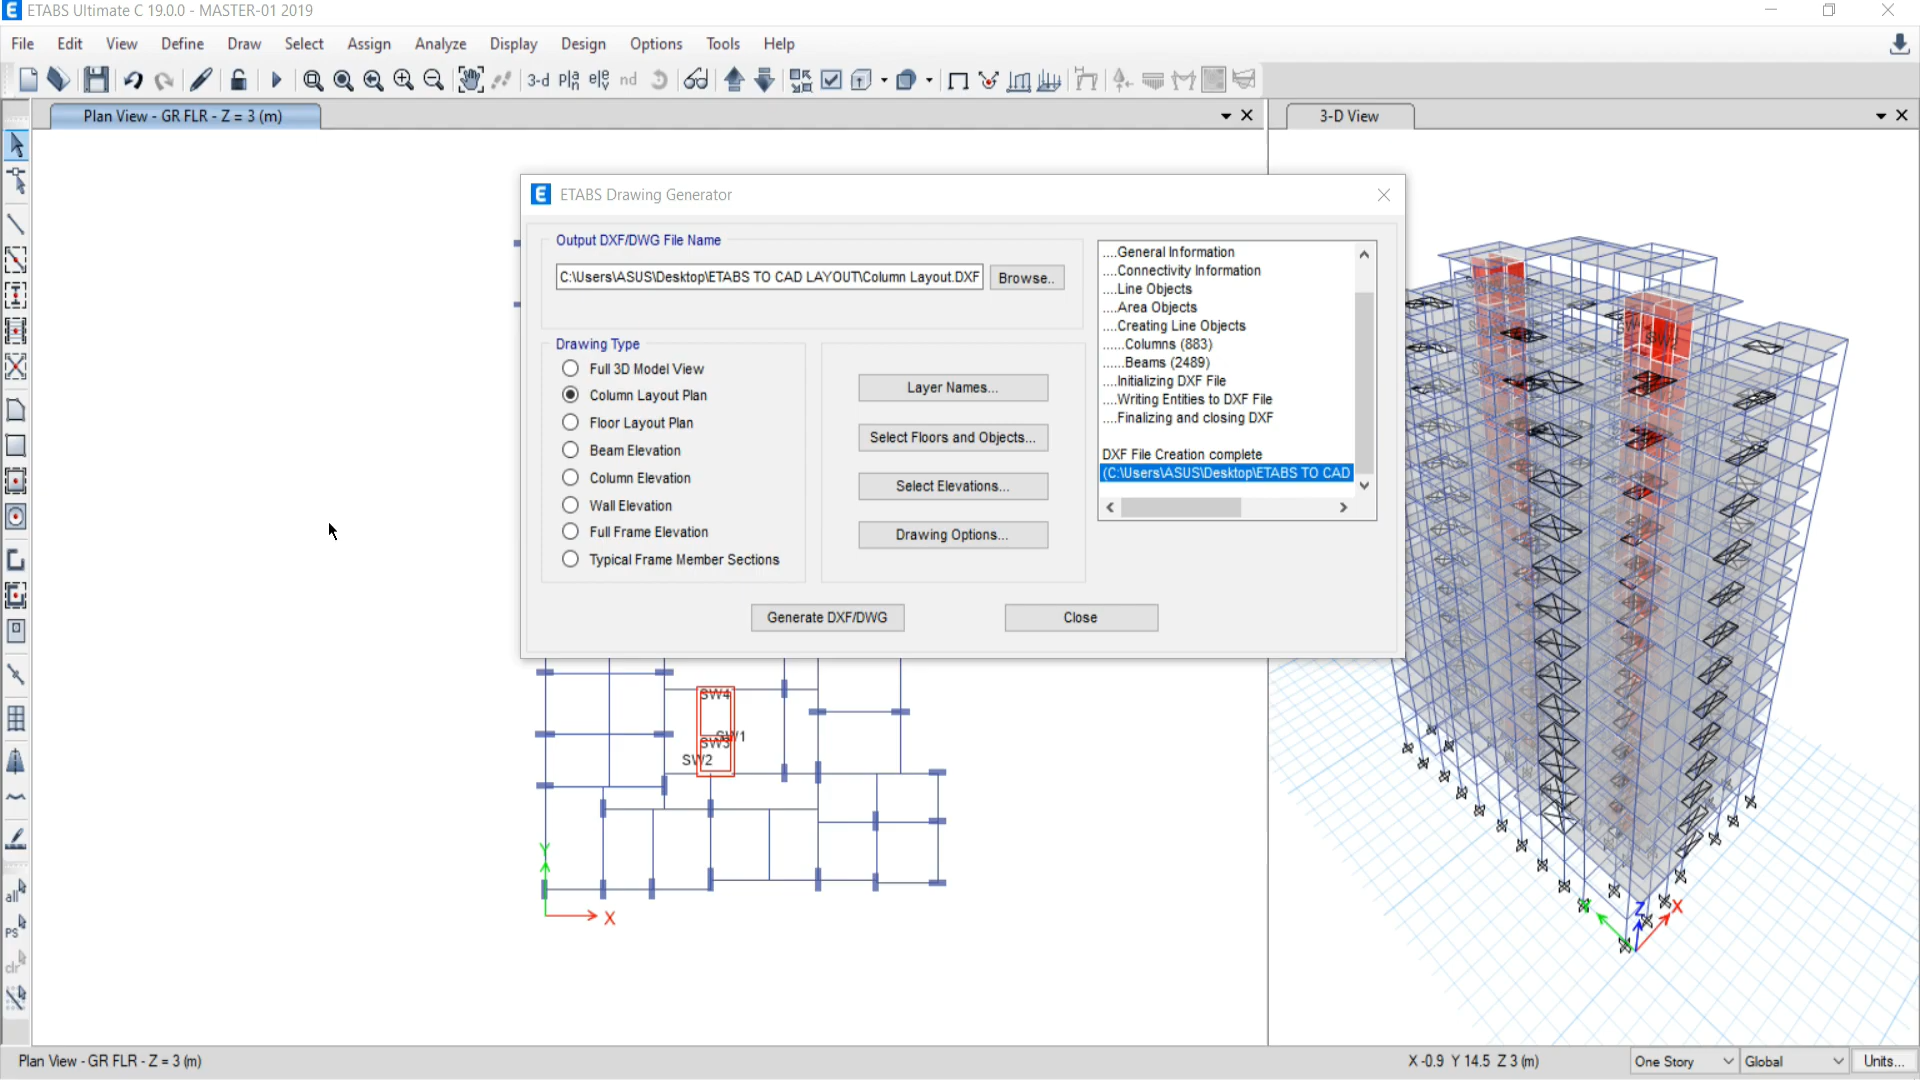 E ETABS Ultimate C 19.0.0 - MASTER-01 2019
File Edit View Define Draw Select Assign Analyze Display Design Options Tools Help
3-d pla ele nd
Plan View - GR FLR - Z = 3 (m)
3-D View
E ETABS Drawing Generator
Output DXF/DWG File Name
C:\Users\ASUS\Desktop\ETABS TO CAD LAYOUT\Column Layout.DXF
Browse..
Drawing Type
Full 3D Model View
Column Layout Plan
Floor Layout Plan
Beam Elevation
Column Elevation
Wall Elevation
Full Frame Elevation
Typical Frame Member Sections
Layer Names...
Select Floors and Objects...
Select Elevations...
Drawing Options...
....General Information
....Connectivity Information
....Line Objects
....Area Objects
....Creating Line Objects
......Columns (883)
......Beams (2489)
....Initializing DXF File
....Writing Entities to DXF File
....Finalizing and closing DXF
DXF File Creation complete
(C:\Users\ASUS\Desktop\ETABS TO CAD
Generate DXF/DWG
Close
SW4
SW1
SW3
SW2
Y
X
Z
X
all
ps
clr
Plan View - GR FLR - Z = 3 (m)
X -0.9 Y 14.5 Z 3 (m)
One Story
Global
Units...